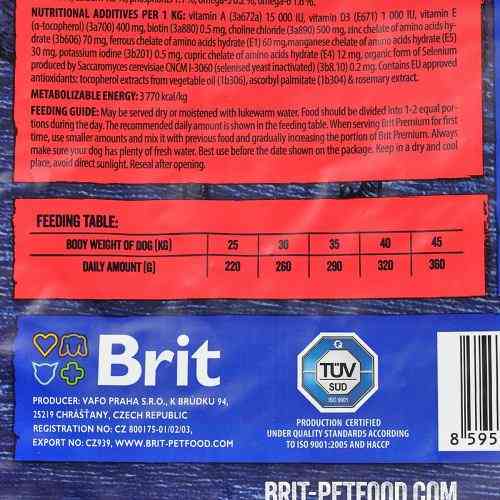 NUTRITIONAL ADDITIVES PER 1 KG: vitamin A (3a672a) 15 000 IU, vitamin D3 (E671) 1 000 IU, vitamin E
(α-tocopherol) (3a700) 400 mg, biotin (3a880) 0.5 mg, choline chloride (3a890) 500 mg, zinc chelate of amino acids hy-
drate (3b606) 70 mg, ferrous chelate of amino acids hydrate (E1) 60 mg, manganese chelate of amino acids hydrate (E5)
30 mg, potassium iodine (3b201) 0.5 mg, cupric chelate of amino acids hydrate (E4) 12 mg, organic form of Selenium
produced by Saccaromyces cerevisiae CNCM I-3060 (selenised yeast inactivated) (3b8.10) 0.2 mg. Contains EU approved
antioxidants: tocopherol extracts from vegetable oil (1b306), ascorbyl palmitate (1b304) & rosemary extract.
METABOLIZABLE ENERGY: 3 770 kcal/kg
FEEDING GUIDE: May be served dry or moistened with lukewarm water. Food should be divided into 1-2 equal por-
tions during the day. The recommended daily amount is shown in the feeding table. When serving Brit Premium for first
time, use smaller amounts and mix it with previous food and gradually increasing the portion of Brit Premium. Always
make sure your dog has plenty of fresh water. Best use before the date shown on the package. Keep in a dry and cool
place, avoid direct sunlight. Reseal after opening.
FEEDING TABLE:
BODY WEIGHT OF DOG (KG) 25 30 35 40 45
DAILY AMOUNT (G) 220 260 290 320 360
Brit
PRODUCER: VAFO PRAHA S.R.O., K BRŮDKU 94,
25219 CHRÁŠŤANY, CZECH REPUBLIC
REGISTRATION NO: CZ 800175-01/02/03,
EXPORT NO: CZ939, WWW.BRIT-PETFOOD.COM
TÜV
SÜD
ISO 9001
PRODUCTION CERTIFIED
UNDER QUALITY STANDARDS ACCORDING
TO ISO 9001:2005 AND HACCP
8 595
BRIT-PETFOOD.COM